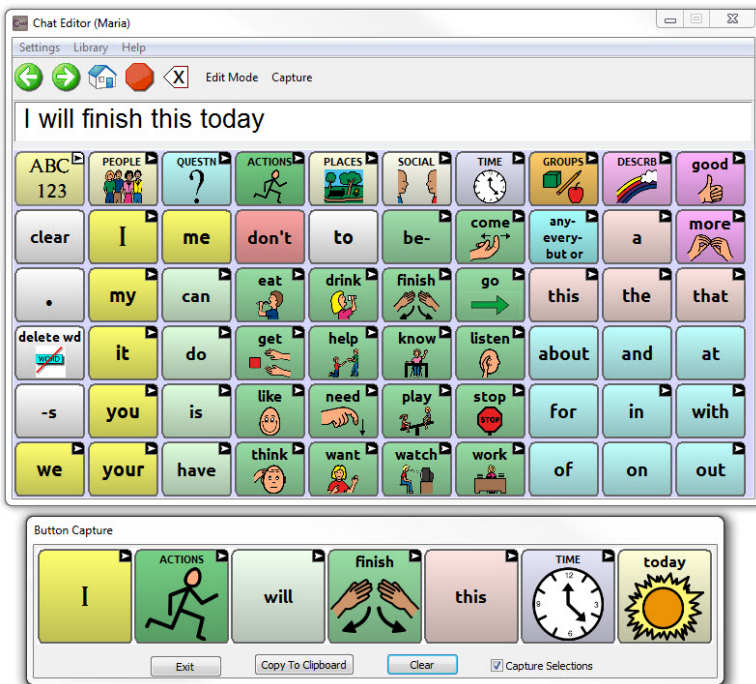 Chat Editor (Maria)
Settings Library Help
X Edit Mode Capture
I will finish this today
ABC 123 PEOPLE QUESTN ? ACTIONS PLACES SOCIAL TIME GROUPS DESCRB good
clear I me don't to be- come any- every- but or a more
. my can eat drink finish go this the that
delete wd WORD it do get help know listen about and at
-s you is like need play stop STOP for in with
we your have think want watch work of on out
Button Capture
I ACTIONS will finish this TIME 12 3 6 9 today
Exit Copy To Clipboard Clear Capture Selections